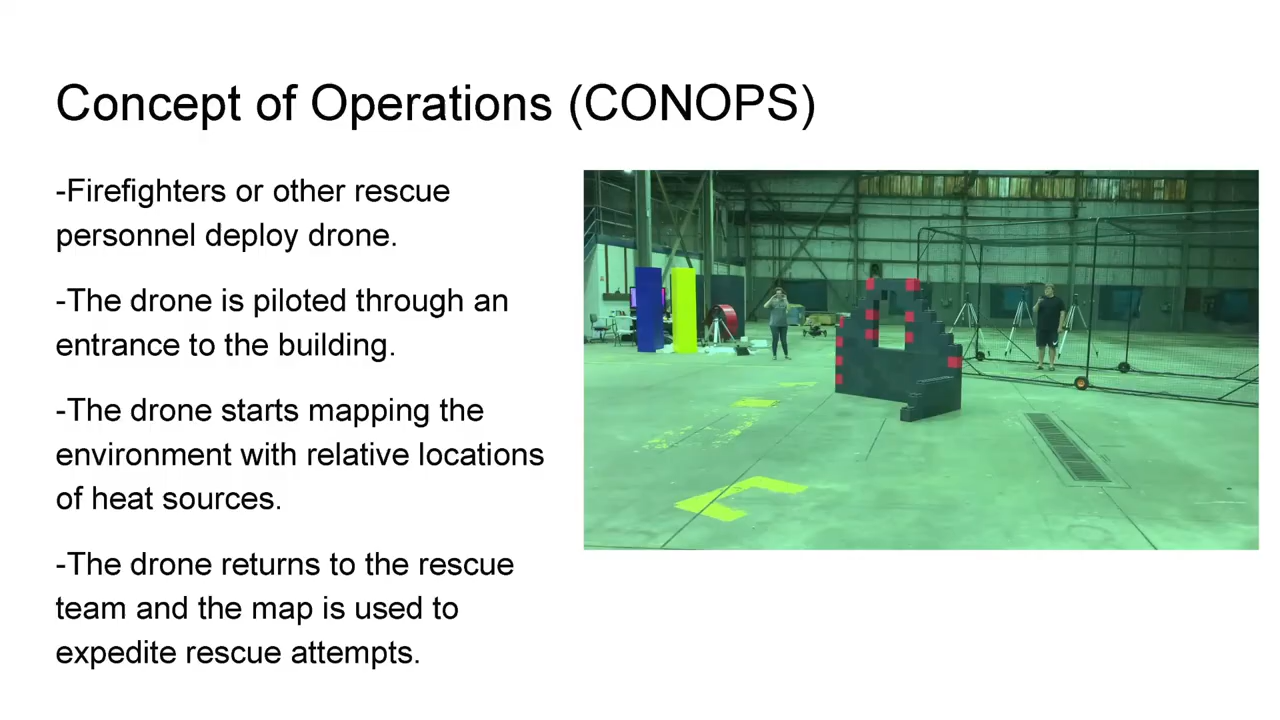 Concept of Operations (CONOPS)
-Firefighters or other rescue
personnel deploy drone.
-The drone is piloted through an
entrance to the building.
-The drone starts mapping the
environment with relative locations
of heat sources.
-The drone returns to the rescue
team and the map is used to
expedite rescue attempts.